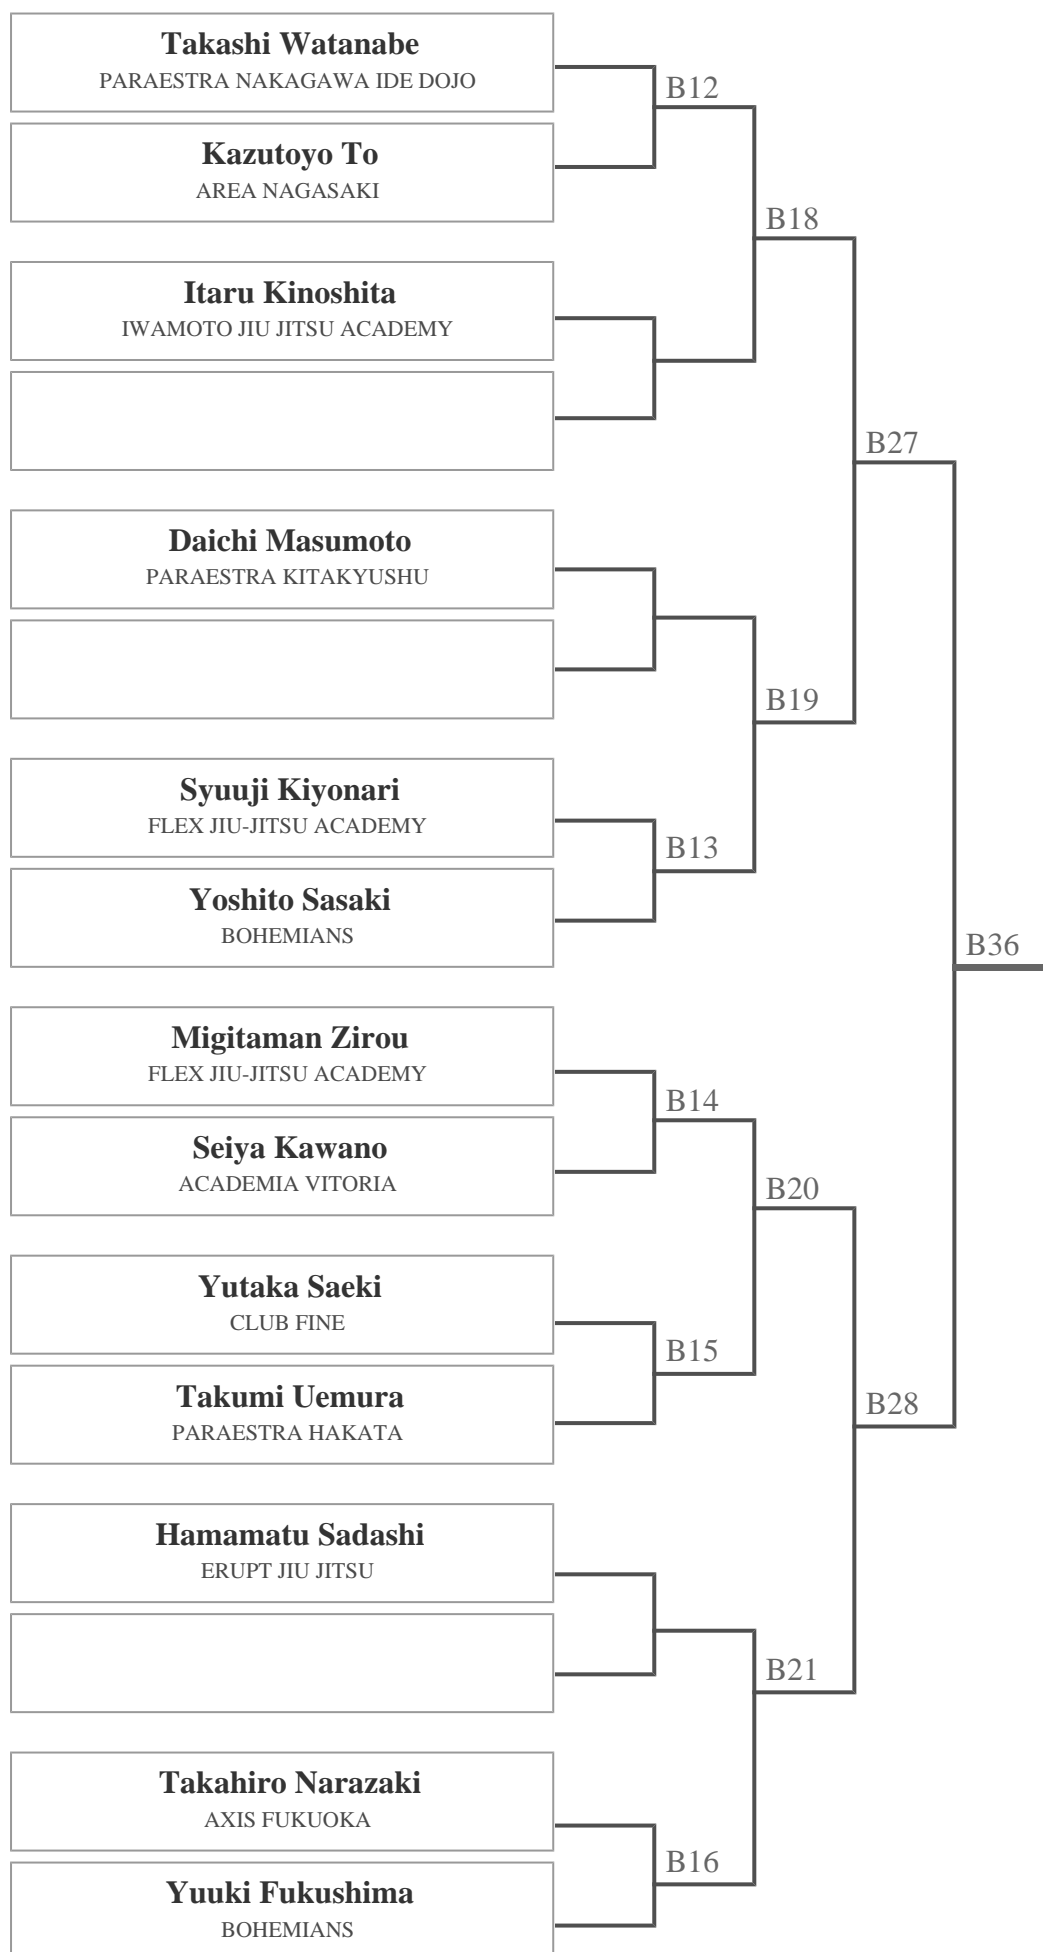 Takashi Watanabe
PARAESTRA NAKAGAWA IDE DOJO
B12
Kazutoyo To
AREA NAGASAKI
B18
Itaru Kinoshita
IWAMOTO JIU JITSU ACADEMY
B27
Daichi Masumoto
PARAESTRA KITAKYUSHU
B19
Syuuji Kiyonari
FLEX JIU-JITSU ACADEMY
B13
Yoshito Sasaki
BOHEMIANS
B36
Migitaman Zirou
FLEX JIU-JITSU ACADEMY
B14
Seiya Kawano
ACADEMIA VITORIA
B20
Yutaka Saeki
CLUB FINE
B15
Takumi Uemura
PARAESTRA HAKATA
B28
Hamamatu Sadashi
ERUPT JIU JITSU
B21
Takahiro Narazaki
AXIS FUKUOKA
B16
Yuuki Fukushima
BOHEMIANS